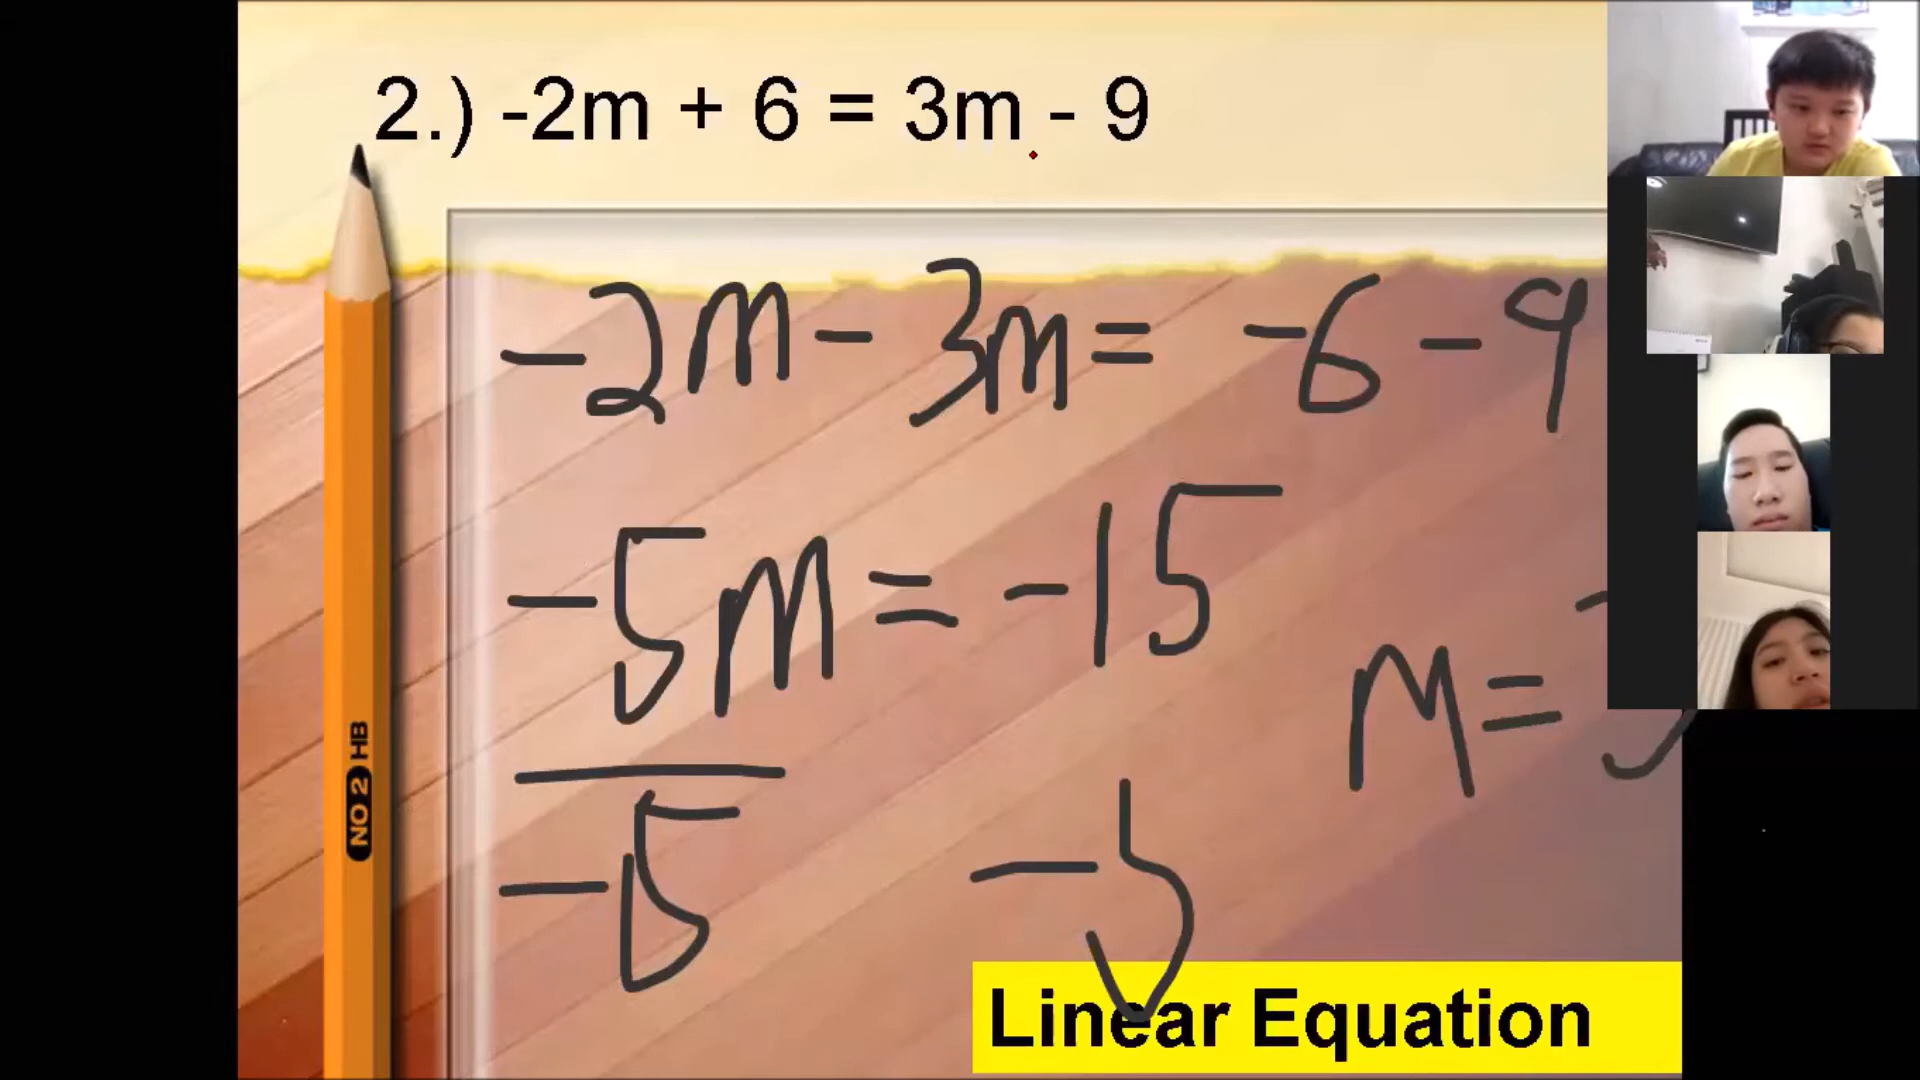 2.) -2m + 6 = 3m - 9
-2m - 3m = -6 - 9
-5m = -15
m =
-5 -5
Linear Equation
NO 2 HB